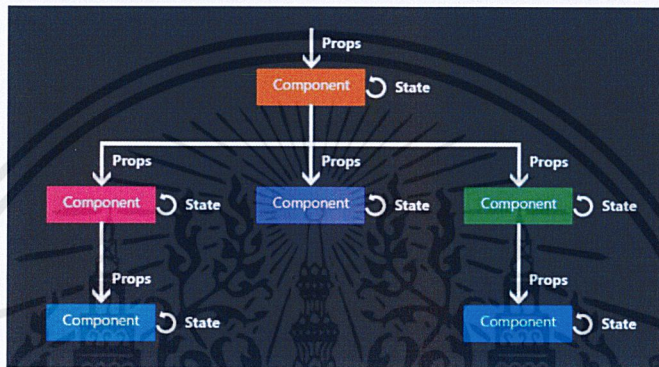 Props
Component State
Props Props Props
Component State Component State Component State
Props Props
Component State Component State